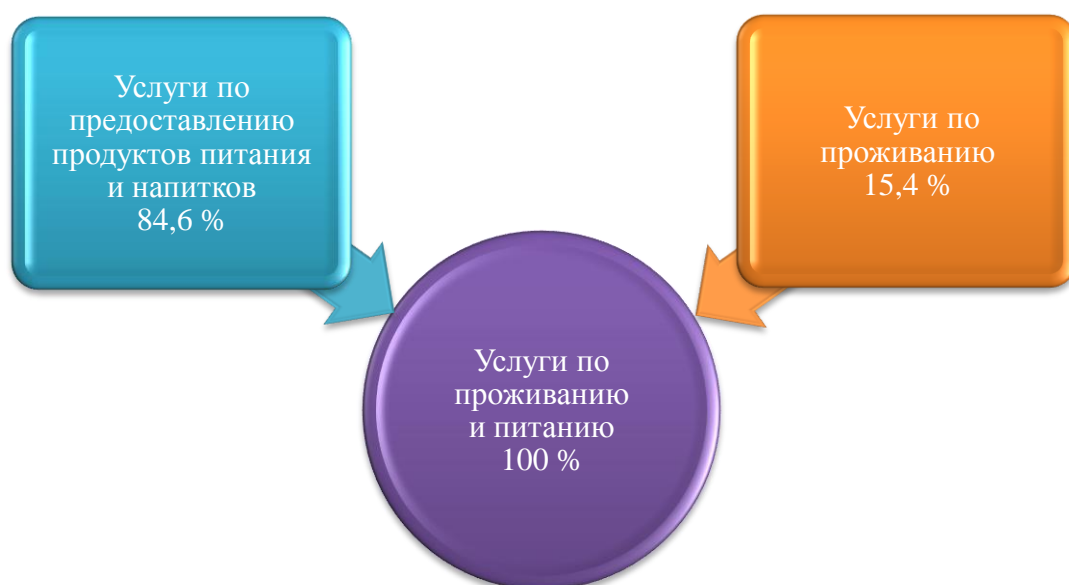 Услуги по
предоставлению
продуктов питания
и напитков
84,6 %
Услуги по
проживанию
15,4 %
Услуги по
проживанию
и питанию
100 %